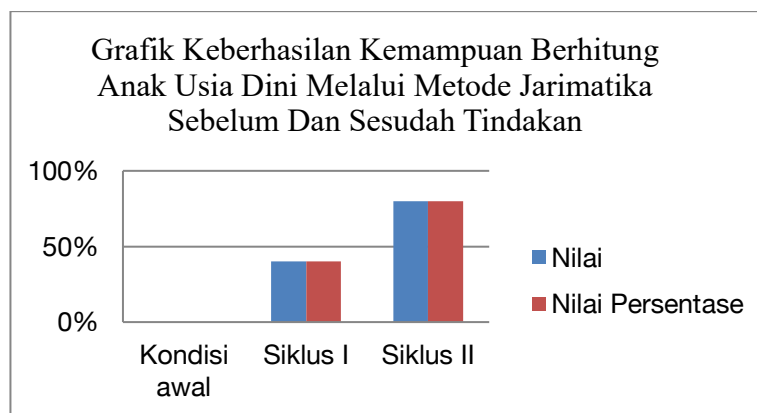 Grafik Keberhasilan Kemampuan Berhitung
Anak Usia Dini Melalui Metode Jarimatika
Sebelum Dan Sesudah Tindakan
100%
50%
0%
Kondisi
awal
Siklus I
Siklus II
Nilai
Nilai Persentase